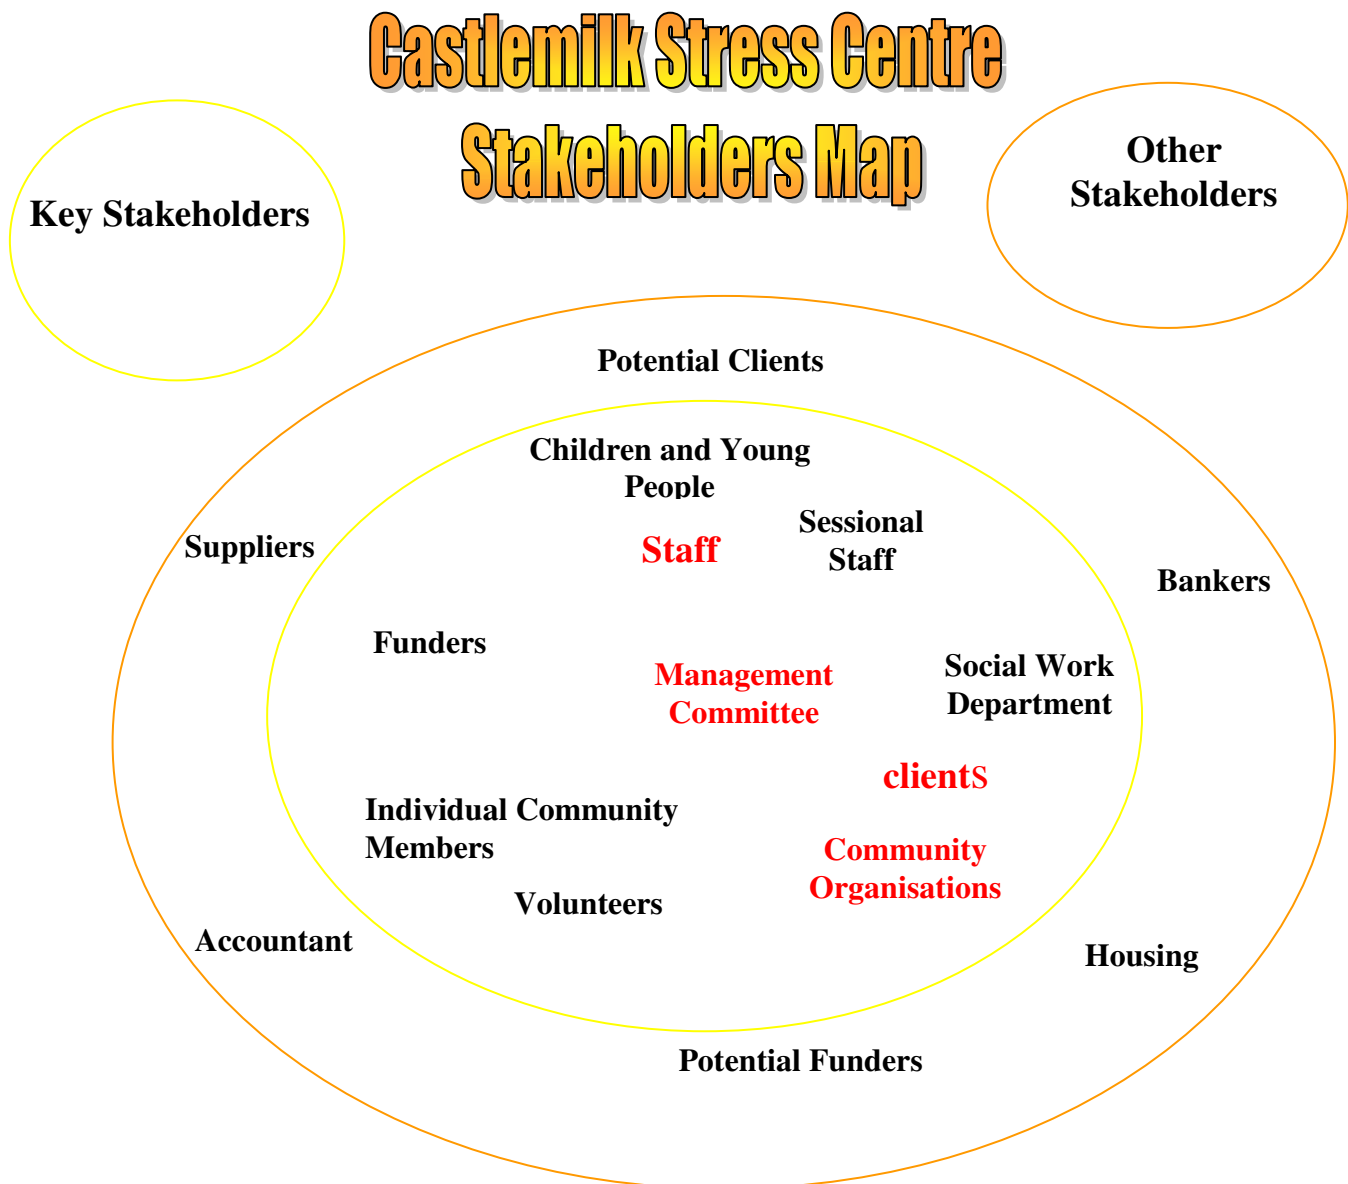 Castlemilk Stress Centre
Stakeholders Map
Key Stakeholders
Other
Stakeholders
Potential Clients
Children and Young
People
Staff
Sessional
Staff
Suppliers
Bankers
Funders
Management
Committee
Social Work
Department
clientS
Individual Community
Members
Community
Organisations
Volunteers
Accountant
Housing
Potential Funders